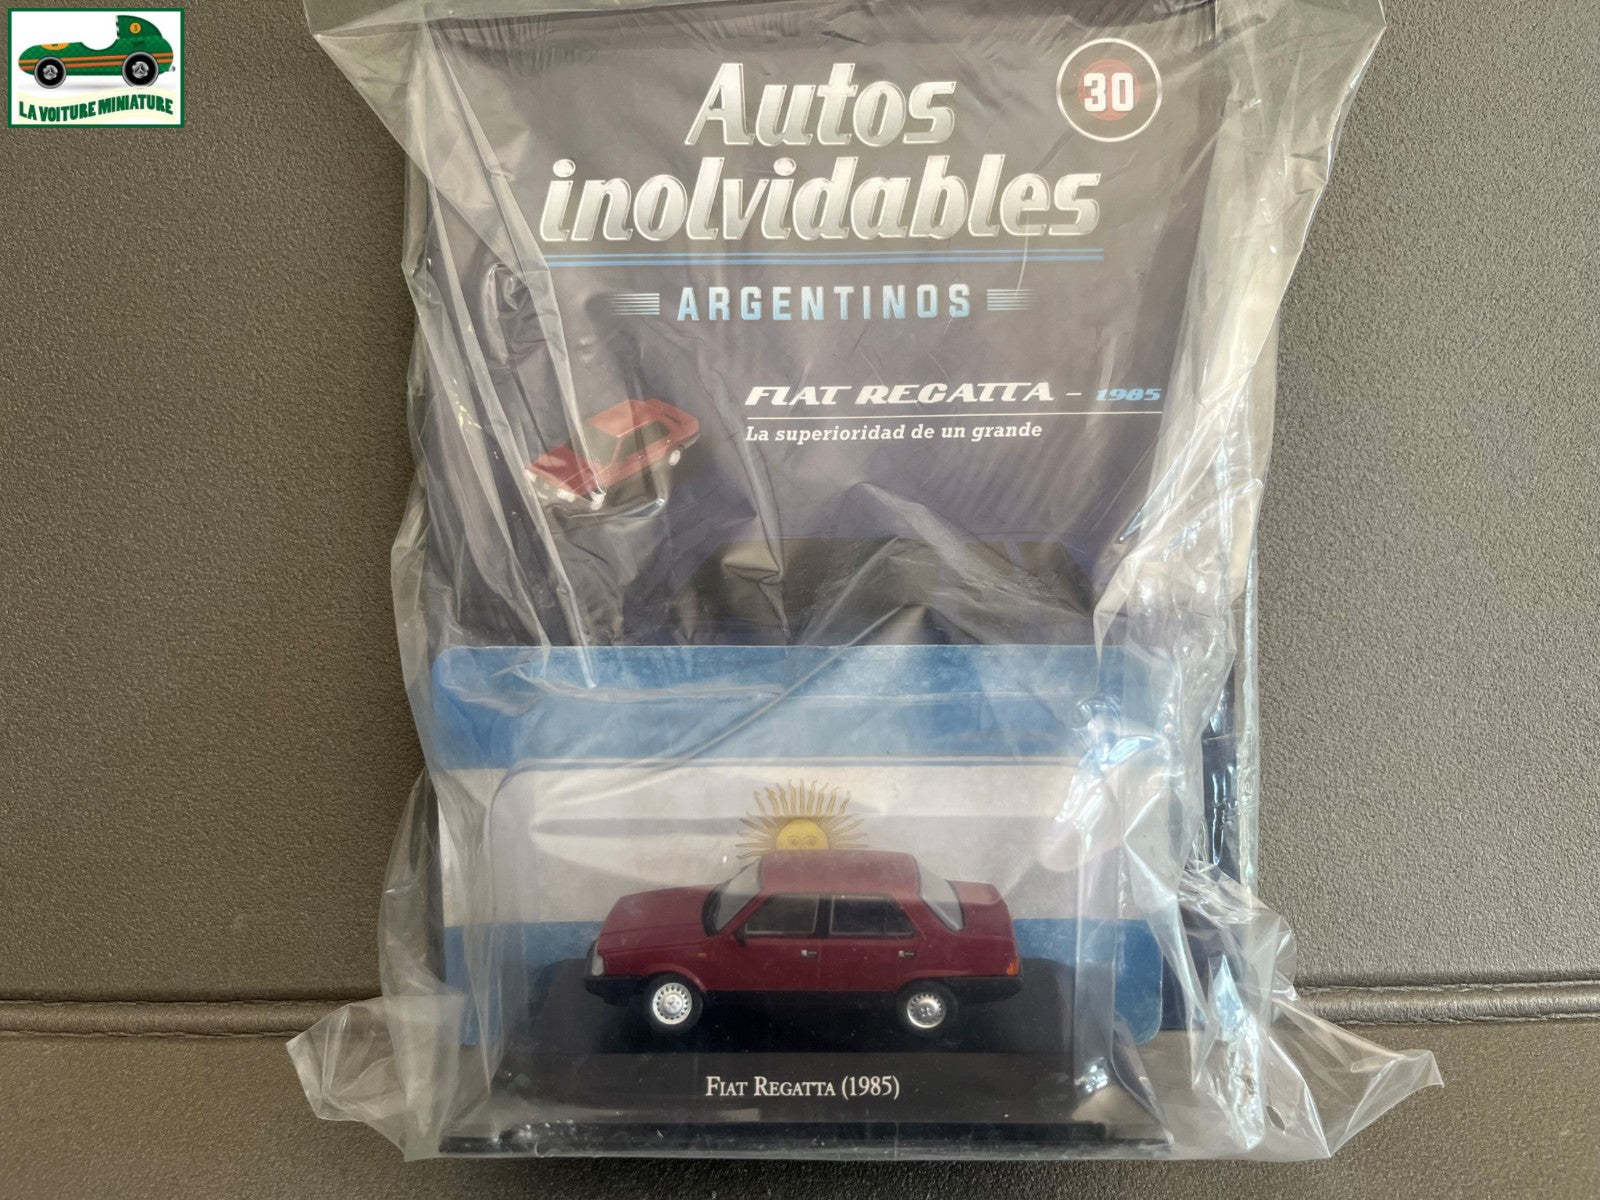 LA VOITURE MINIATURE
30
Autos
inolvidables
ARGENTINOS
FIAT REGATTA - 1985
La superioridad de un grande
FIAT REGATTA (1985)